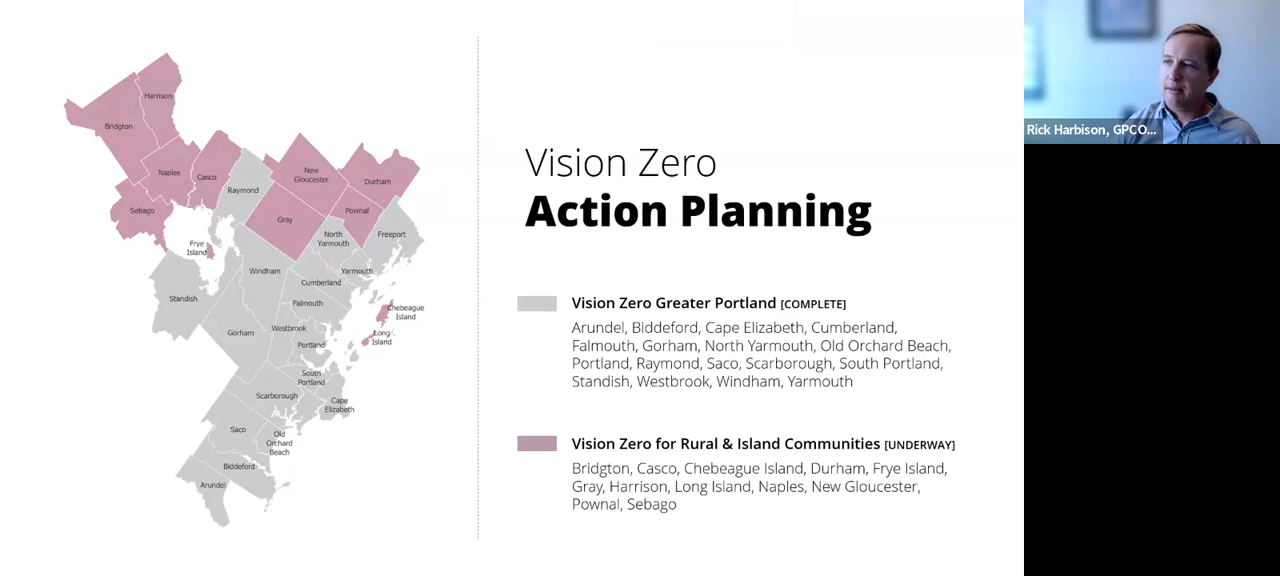 Harrison
Bridgton
Naples
Casco
Raymond
New
Gloucester
Durham
Sebago
Gray
Pownal
Frye
Island
North
Yarmouth
Freeport
Windham
Yarmouth
Cumberland
Standish
Falmouth
Chebeague
Island
Gorham
Westbrook
Portland
Long
Island
South
Portland
Scarborough
Cape
Elizabeth
Saco
Old
Orchard
Beach
Biddeford
Arundel
Vision Zero
Action Planning
Vision Zero Greater Portland [COMPLETE]
Arundel, Biddeford, Cape Elizabeth, Cumberland,
Falmouth, Gorham, North Yarmouth, Old Orchard Beach,
Portland, Raymond, Saco, Scarborough, South Portland,
Standish, Westbrook, Windham, Yarmouth
Vision Zero for Rural & Island Communities [UNDERWAY]
Bridgton, Casco, Chebeague Island, Durham, Frye Island,
Gray, Harrison, Long Island, Naples, New Gloucester,
Pownal, Sebago
Rick Harbison, GPCO...